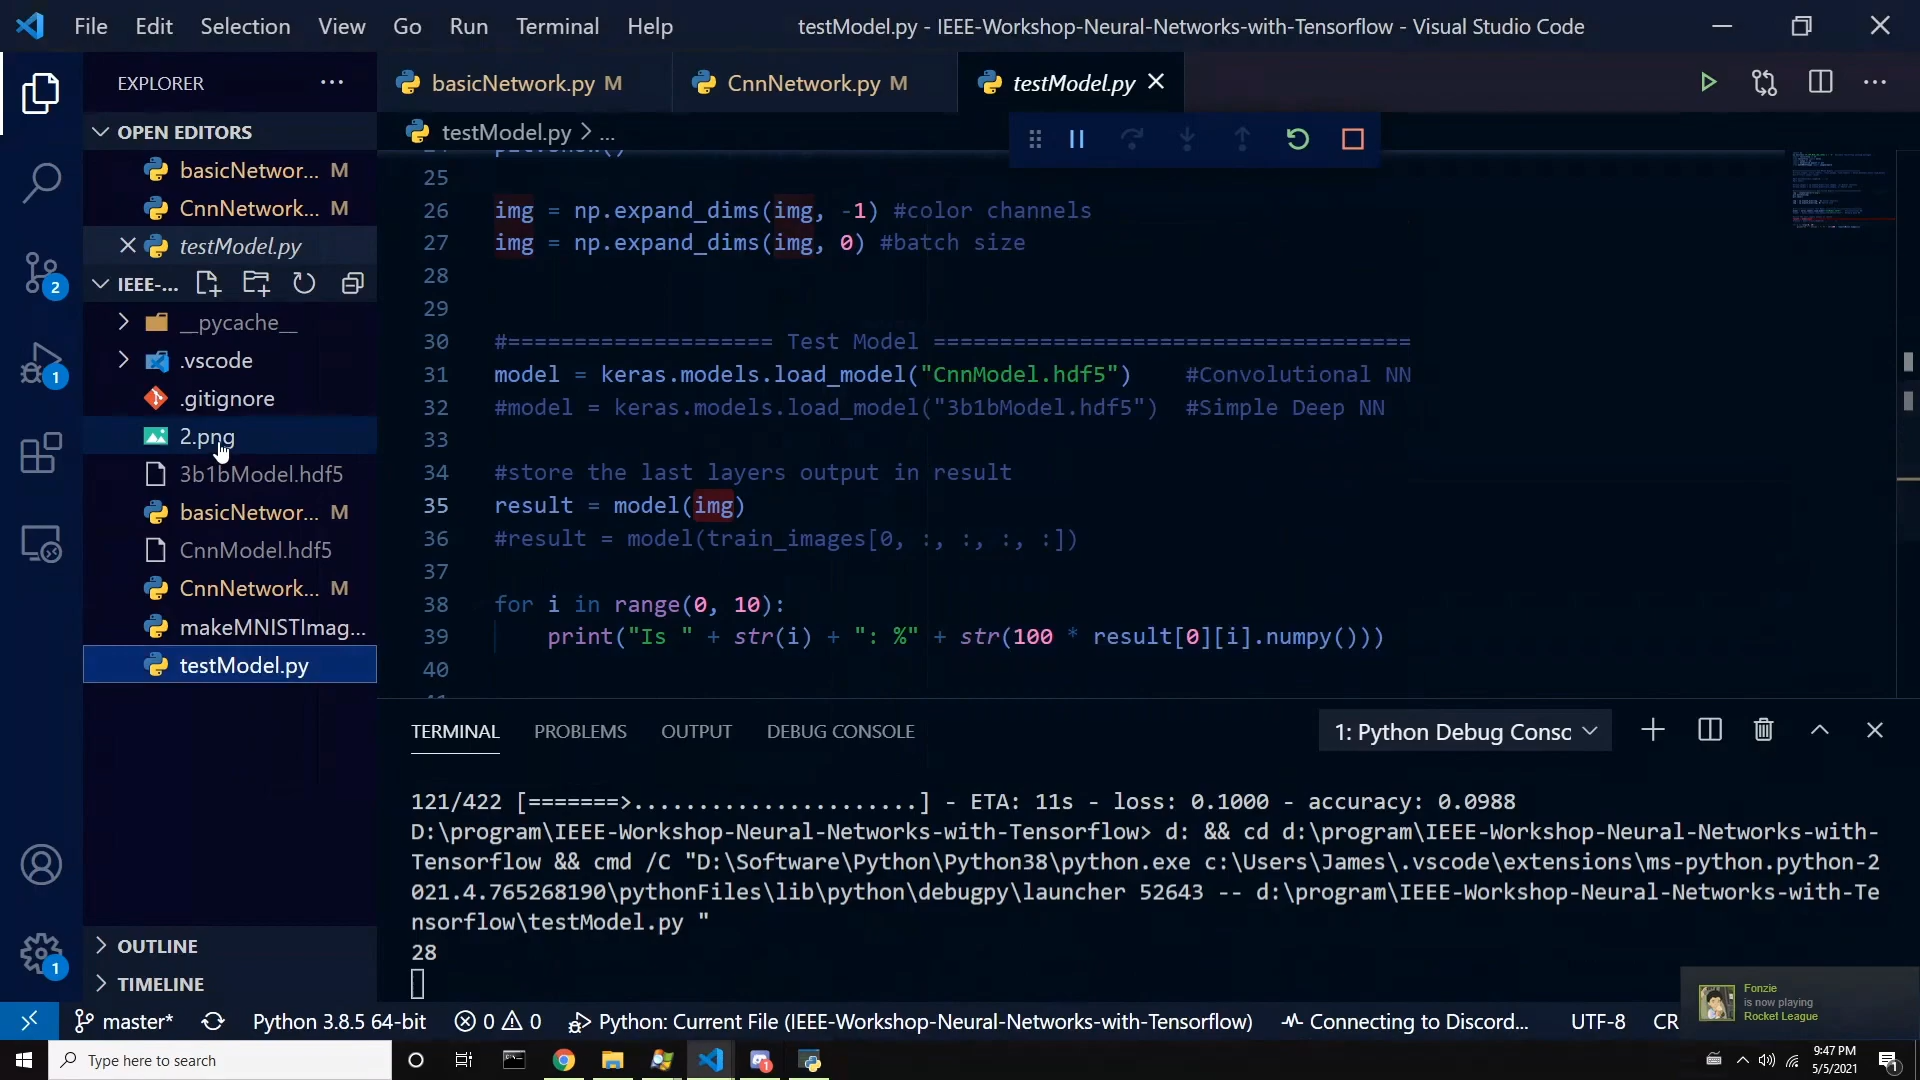 File Edit Selection View Go Run Terminal Help
testModel.py - IEEE-Workshop-Neural-Networks-with-Tensorflow - Visual Studio Code
EXPLORER
OPEN EDITORS
basicNetwor... M
CnnNetwork... M
testModel.py
IEEE-...
__pycache__
.vscode
.gitignore
2.png
3b1bModel.hdf5
basicNetwor... M
CnnModel.hdf5
CnnNetwork... M
makeMNISTImag...
testModel.py
OUTLINE
TIMELINE
2
1
1
basicNetwork.py M
CnnNetwork.py M
testModel.py
testModel.py > ...
25
26 img = np.expand_dims(img, -1) #color channels
27 img = np.expand_dims(img, 0) #batch size
28
29
30 #==================== Test Model ====================================
31 model = keras.models.load_model("CnnModel.hdf5") #Convolutional NN
32 #model = keras.models.load_model("3b1bModel.hdf5") #Simple Deep NN
33
34 #store the last layers output in result
35 result = model(img)
36 #result = model(train_images[0, :, :, :, :])
37
38 for i in range(0, 10):
39 print("Is " + str(i) + ": %" + str(100 * result[0][i].numpy()))
40
TERMINAL PROBLEMS OUTPUT DEBUG CONSOLE
1: Python Debug Consc
121/422 [=======>......................] - ETA: 11s - loss: 0.1000 - accuracy: 0.0988
D:\program\IEEE-Workshop-Neural-Networks-with-Tensorflow> d: && cd d:\program\IEEE-Workshop-Neural-Networks-with-
Tensorflow && cmd /C "D:\Software\Python\Python38\python.exe c:\Users\James\.vscode\extensions\ms-python.python-2
021.4.765268190\pythonFiles\lib\python\debugpy\launcher 52643 -- d:\program\IEEE-Workshop-Neural-Networks-with-Te
nsorflow\testModel.py "
28
Fonzie
is now playing
Rocket League
master* Python 3.8.5 64-bit 0 0 Python: Current File (IEEE-Workshop-Neural-Networks-with-Tensorflow) Connecting to Discord... UTF-8 CR
Type here to search
9:47 PM
5/5/2021
1